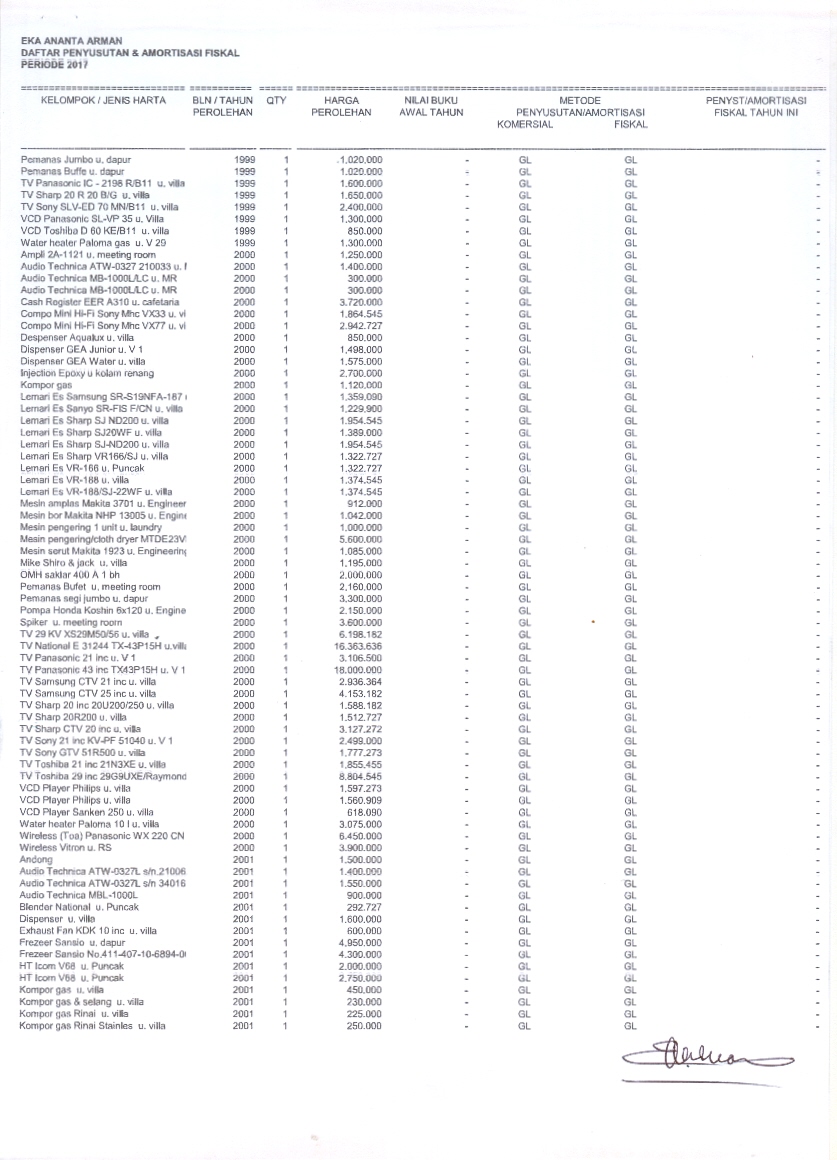 EKA ANANTA ARMAN
DAFTAR PENYUSUTAN & AMORTISASI FISKAL
PERIODE 2017
KELOMPOK / JENIS HARTA BLN / TAHUN PEROLEHAN QTY HARGA PEROLEHAN NILAI BUKU AWAL TAHUN METODE PENYUSUTAN/AMORTISASI KOMERSIAL FISKAL PENYST/AMORTISASI FISKAL TAHUN INI
Pemanas Jumbo u. dapur 1999 1 1,020,000 - GL GL -
Pemanas Buffe u. dapur 1999 1 1.020.000 - GL GL -
TV Panasonic IC - 2198 R/B11 u. villa 1999 1 1.600.000 - GL GL -
TV Sharp 20 R 20 B/G u. villa 1999 1 1.650.000 - GL GL -
TV Sony SLV-ED 70 MN/B11 u. villa 1999 1 2,400,000 - GL GL -
VCD Panasonic SL-VP 35 u. Villa 1999 1 1,300,000 - GL GL -
VCD Toshiba D 60 KE/B11 u. villa 1999 1 850.000 - GL GL -
Water heater Paloma gas u. V 29 1999 1 1.300.000 - GL GL -
Ampli 2A-1121 u. meeting room 2000 1 1.250.000 - GL GL -
Audio Technica ATW-0327 210033 u. 2000 1 1.400.000 - GL GL -
Audio Technica MB-1000L/LC u. MR 2000 1 300.000 - GL GL -
Audio Technica MB-1000L/LC u. MR 2000 1 300.000 - GL GL -
Cash Register EER A310 u. cafetaria 2000 1 3.720.000 - GL GL -
Compo Mini Hi-Fi Sony Mhc VX33 u. vi 2000 1 1.864.545 - GL GL -
Compo Mini Hi-Fi Sony Mhc VX77 u. vi 2000 1 2.942.727 - GL GL -
Despenser Aqualux u. villa 2000 1 850,000 - GL GL -
Dispenser GEA Junior u. V 1 2000 1 1,498,000 - GL GL -
Dispenser GEA Water u. villa 2000 1 1.575.000 - GL GL -
Injection Epoxy u kolam renang 2000 1 2,700,000 - GL GL -
Kompor gas 2000 1 1,120,000 - GL GL -
Lemari Es Samsung SR-S19NFA-187 2000 1 1,359,090 - GL GL -
Lemari Es Sanyo SR-FIS F/CN u. villa 2000 1 1,229,900 - GL GL -
Lemari Es Sharp SJ ND200 u. villa 2000 1 1.954.545 - GL GL -
Lemari Es Sharp SJ20WF u. villa 2000 1 1.389.000 - GL GL -
Lemari Es Sharp SJ-ND200 u. villa 2000 1 1.954.545 - GL GL -
Lemari Es Sharp VR166/SJ u. villa 2000 1 1.322.727 - GL GL -
Lemari Es VR-166 u. Puncak 2000 1 1.322.727 - GL GL -
Lemari Es VR-188 u. villa 2000 1 1.374.545 - GL GL -
Lemari Es VR-188/SJ-22WF u. villa 2000 1 1.374.545 - GL GL -
Mesin amplas Makita 3701 u. Engineer 2000 1 912.000 - GL GL -
Mesin bor Makita NHP 13005 u. Engine 2000 1 1.042.000 - GL GL -
Mesin pengering 1 unit u. laundry 2000 1 1.000.000 - GL GL -
Mesin pengering/cloth dryer MTDE23V 2000 1 5.600.000 - GL GL -
Mesin serut Makita 1923 u. Engineering 2000 1 1.085.000 - GL GL -
Mike Shiro & jack u. villa 2000 1 1,195,000 - GL GL -
OMH saklar 400 A 1 bh 2000 1 2,000,000 - GL GL -
Pemanas Bufet u. meeting room 2000 1 2,160,000 - GL GL -
Pemanas segi jumbo u. dapur 2000 1 3,300.000 - GL GL -
Pompa Honda Koshin 6x120 u. Engine 2000 1 2.150.000 - GL GL -
Spiker u. meeting room 2000 1 3.600.000 - GL GL -
TV 29 KV XS29M50/56 u. villa 2000 1 6.198.182 - GL GL -
TV National E 31244 TX-43P15H u.villa 2000 1 16.363.636 - GL GL -
TV Panasonic 21 inc u. V 1 2000 1 3.106.500 - GL GL -
TV Panasonic 43 inc TX43P15H u. V 1 2000 1 18.000.000 - GL GL -
TV Samsung CTV 21 inc u. villa 2000 1 2.936.364 - GL GL -
TV Samsung CTV 25 inc u. villa 2000 1 4.153.182 - GL GL -
TV Sharp 20 inc 20U200/250 u. villa 2000 1 1.588.182 - GL GL -
TV Sharp 20R200 u. villa 2000 1 1.512.727 - GL GL -
TV Sharp CTV 20 inc u. villa 2000 1 3,127,272 - GL GL -
TV Sony 21 inc KV-PF 51040 u. V 1 2000 1 2,499,000 - GL GL -
TV Sony GTV 51R500 u. villa 2000 1 1,777,273 - GL GL -
TV Toshiba 21 inc 21N3XE u. villa 2000 1 1,855,455 - GL GL -
TV Toshiba 29 inc 29G9UXE/Raymond 2000 1 8,804.545 - GL GL -
VCD Player Philips u. villa 2000 1 1.597.273 - GL GL -
VCD Player Philips u. villa 2000 1 1.560.909 - GL GL -
VCD Player Sanken 250 u. villa 2000 1 618.090 - GL GL -
Water heater Paloma 10 l u. villa 2000 1 3.075.000 - GL GL -
Wireless (Toa) Panasonic WX 220 CN 2000 1 6.450.000 - GL GL -
Wireless Vitron u. RS 2000 1 3.900.000 - GL GL -
Andong 2001 1 1.500.000 - GL GL -
Audio Technica ATW-0327L s/n.21006 2001 1 1.400.000 - GL GL -
Audio Technica ATW-0327L s/n 34016 2001 1 1.550.000 - GL GL -
Audio Technica MBL-1000L 2001 1 900.000 - GL GL -
Blender National u. Puncak 2001 1 292.727 - GL GL -
Dispenser u. villa 2001 1 1,600,000 - GL GL -
Exhaust Fan KDK 10 inc u. villa 2001 1 600,000 - GL GL -
Frezeer Sansio u. dapur 2001 1 4,950,000 - GL GL -
Frezeer Sansio No.411-407-10-6894-0 2001 1 4.300.000 - GL GL -
HT Icom V68 u. Puncak 2001 1 2.000.000 - GL GL -
HT Icom V68 u. Puncak 2001 1 2,750,000 - GL GL -
Kompor gas u. villa 2001 1 450.000 - GL GL -
Kompor gas & selang u. villa 2001 1 230.000 - GL GL -
Kompor gas Rinai u. villa 2001 1 225.000 - GL GL -
Kompor gas Rinai Stainles u. villa 2001 1 250.000 - GL GL -